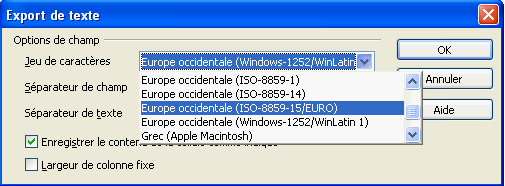 Export de texte
Options de champ
OK
Jeu de caractères
Europe occidentale (Windows-1252/WinLatin
Annuler
Europe occidentale (ISO-8859-1)
Séparateur de champ
Europe occidentale (ISO-8859-14)
Europe occidentale (ISO-8859-15/EURO)
Aide
Séparateur de texte
Europe occidentale (Windows-1252/WinLatin 1)
Grec (Apple Macintosh)
Enregistrer le contenu
Largeur de colonne fixe